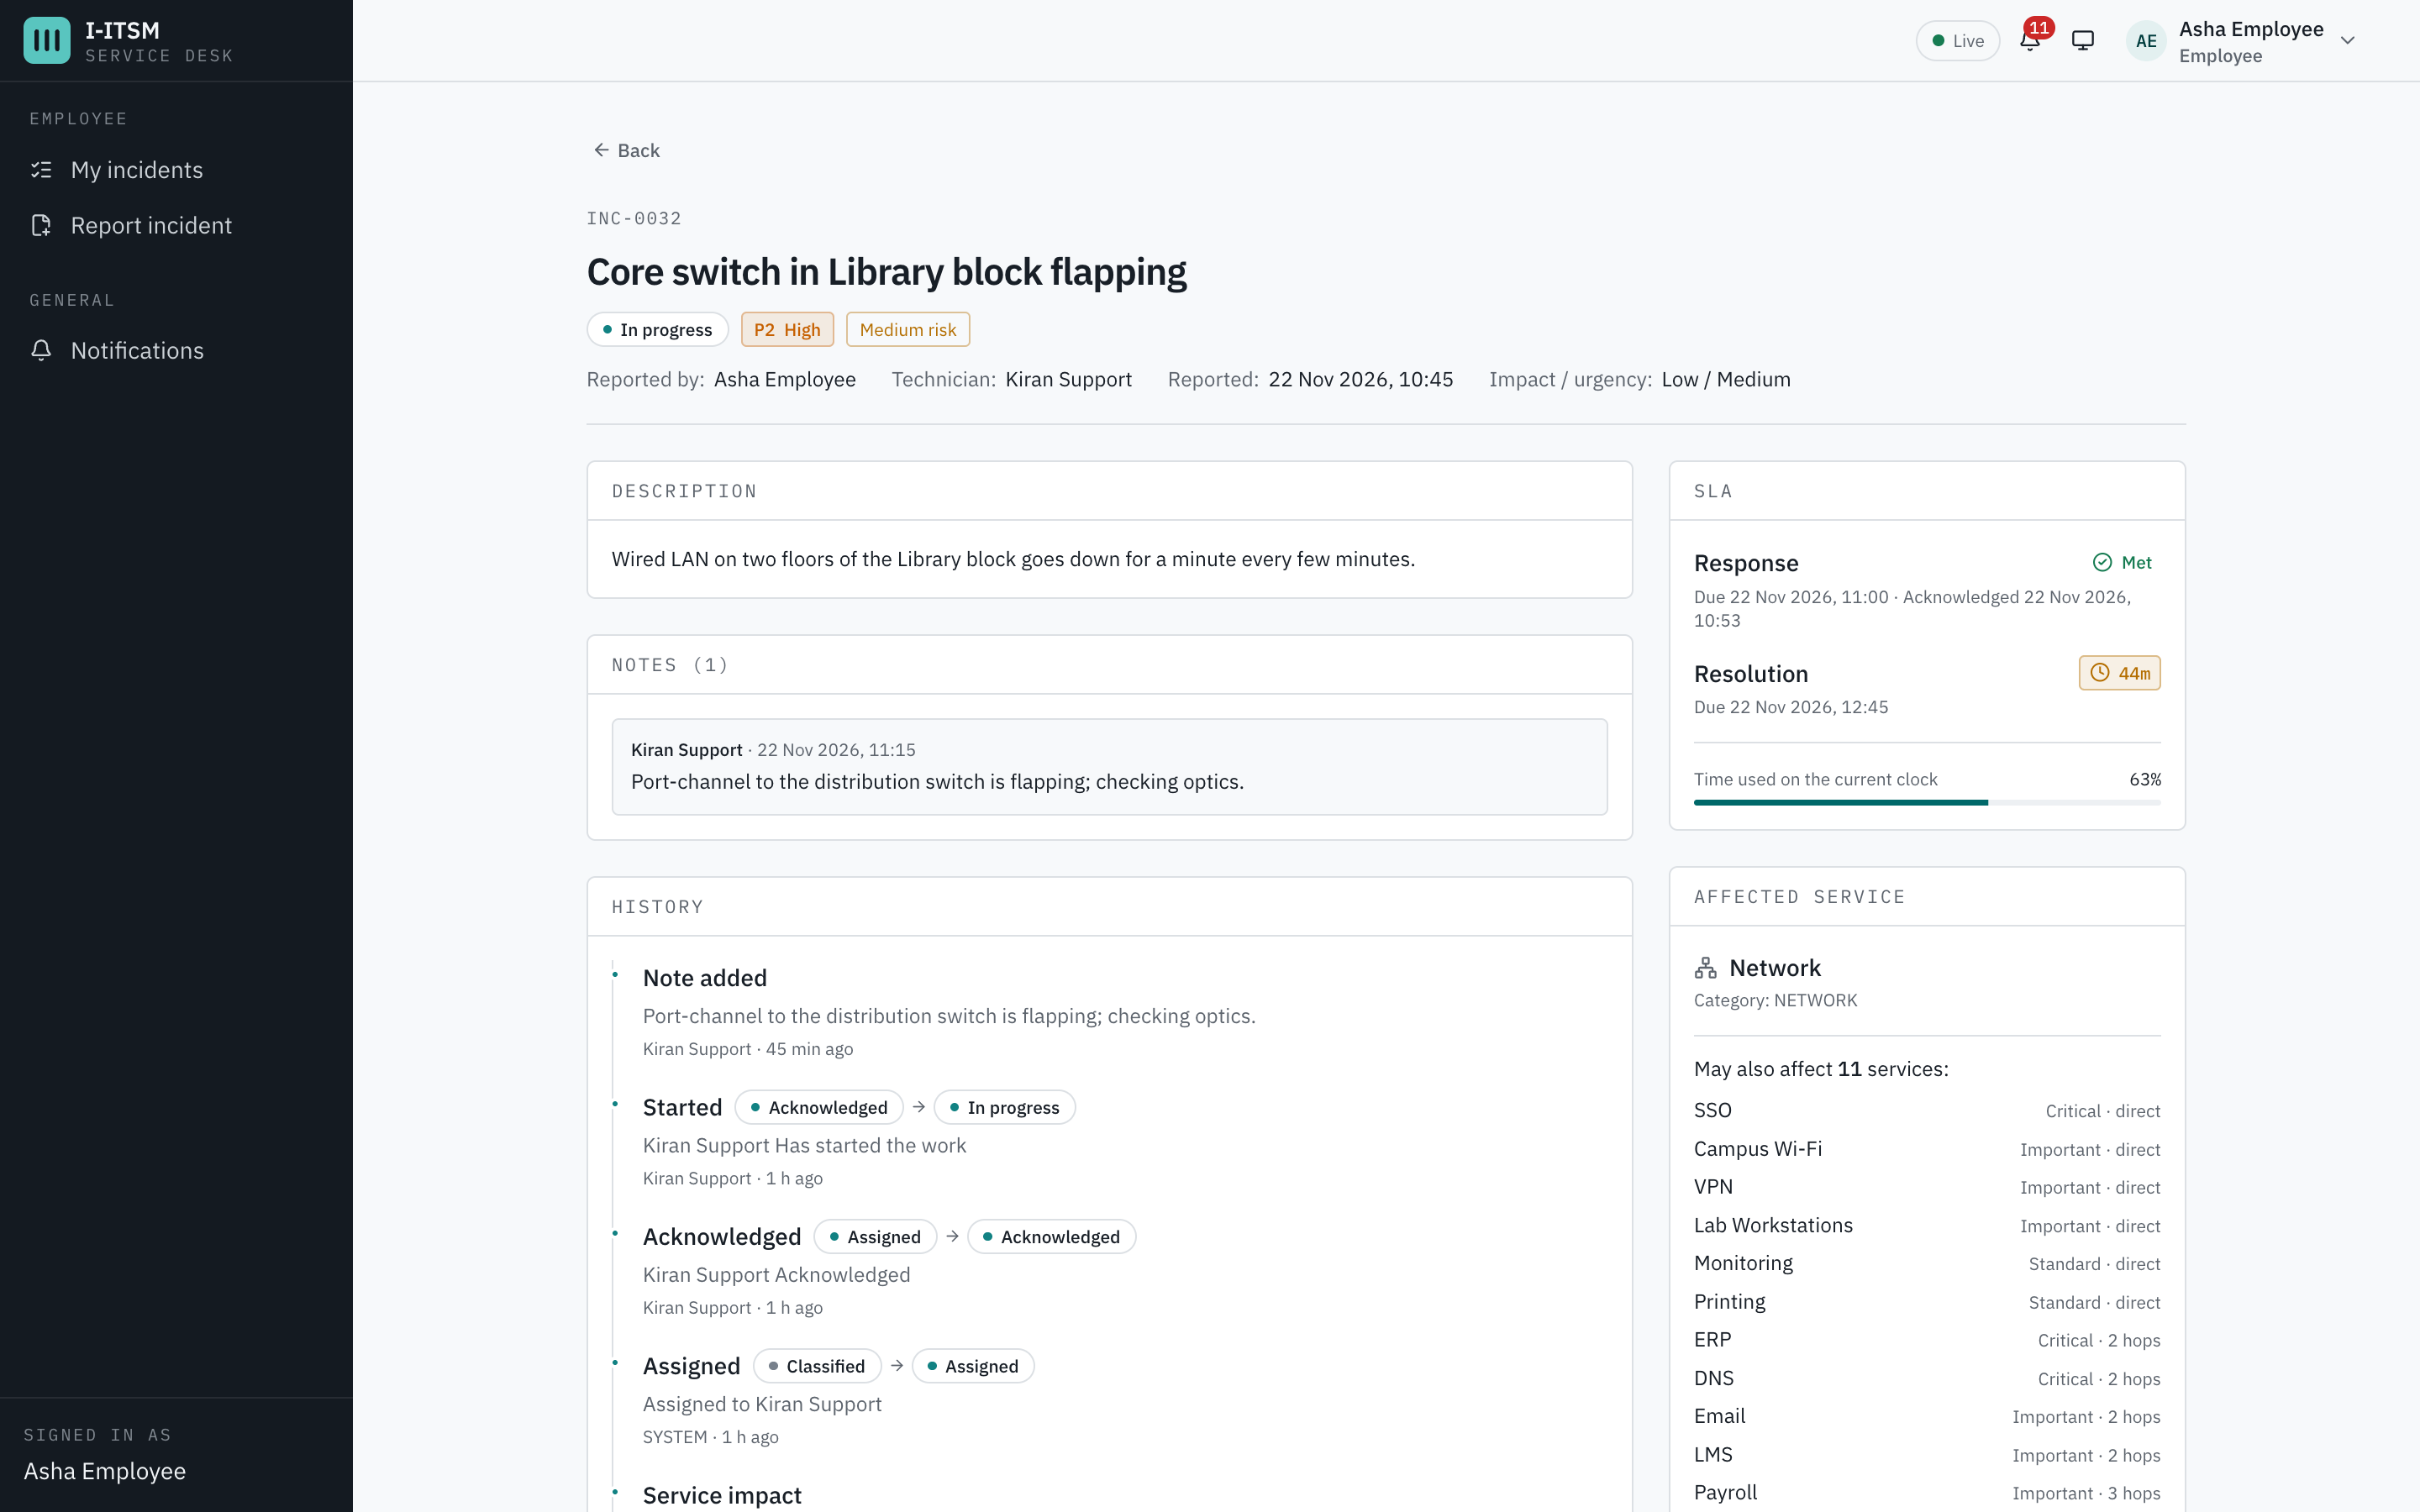 I-ITSM
SERVICE DESK
EMPLOYEE
My incidents
Report incident
GENERAL
Notifications
SIGNED IN AS
Asha Employee
Live
11
AE
Asha Employee
Employee
Back
INC-0032
Core switch in Library block flapping
In progress
P2 High
Medium risk
Reported by: Asha Employee Technician: Kiran Support Reported: 22 Nov 2026, 10:45 Impact / urgency: Low / Medium
DESCRIPTION
Wired LAN on two floors of the Library block goes down for a minute every few minutes.
NOTES (1)
Kiran Support · 22 Nov 2026, 11:15
Port-channel to the distribution switch is flapping; checking optics.
HISTORY
Note added
Port-channel to the distribution switch is flapping; checking optics.
Kiran Support · 45 min ago
Started Acknowledged → In progress
Kiran Support Has started the work
Kiran Support · 1 h ago
Acknowledged Assigned → Acknowledged
Kiran Support Acknowledged
Kiran Support · 1 h ago
Assigned Classified → Assigned
Assigned to Kiran Support
SYSTEM · 1 h ago
Service impact
SLA
Response Met
Due 22 Nov 2026, 11:00 · Acknowledged 22 Nov 2026,
10:53
Resolution 44m
Due 22 Nov 2026, 12:45
Time used on the current clock 63%
AFFECTED SERVICE
Network
Category: NETWORK
May also affect 11 services:
SSO Critical · direct
Campus Wi-Fi Important · direct
VPN Important · direct
Lab Workstations Important · direct
Monitoring Standard · direct
Printing Standard · direct
ERP Critical · 2 hops
DNS Critical · 2 hops
Email Important · 2 hops
LMS Important · 2 hops
Payroll Important · 3 hops